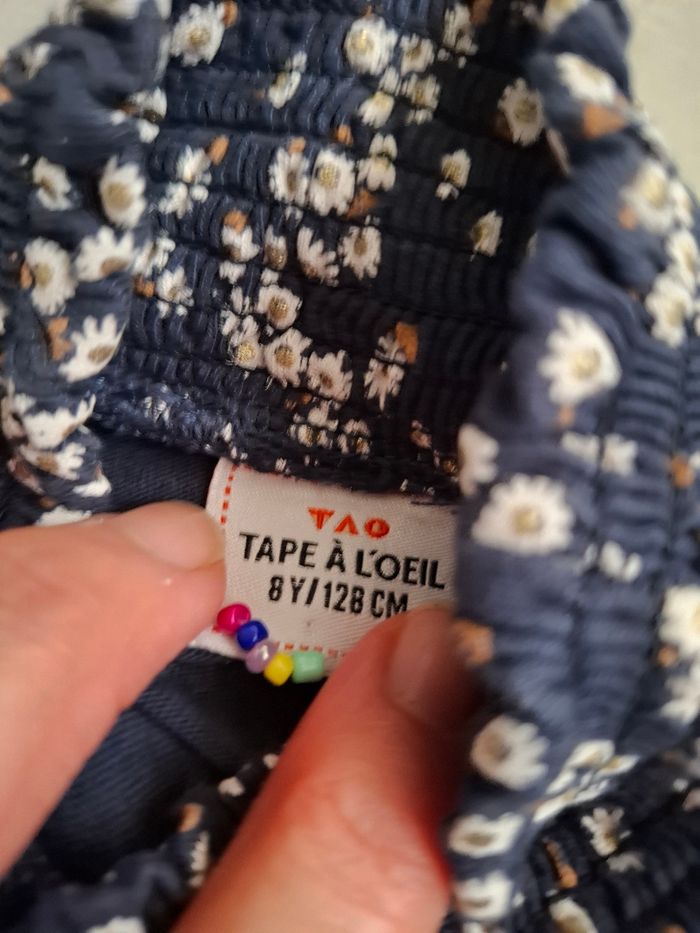 TAO
TAPE À L'OEIL
8 Y/128 CM